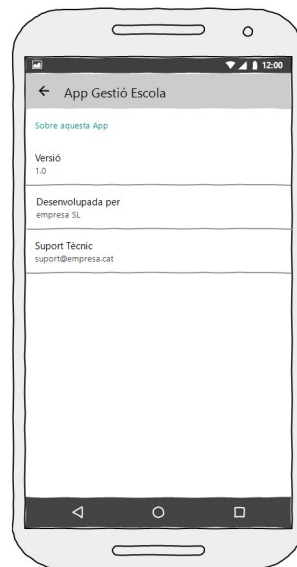 12:00
App Gestió Escola
Sobre aquesta App
Versió
1.0
Desenvolupada per
empresa SL
Suport Tècnic
suport@empresa.cat